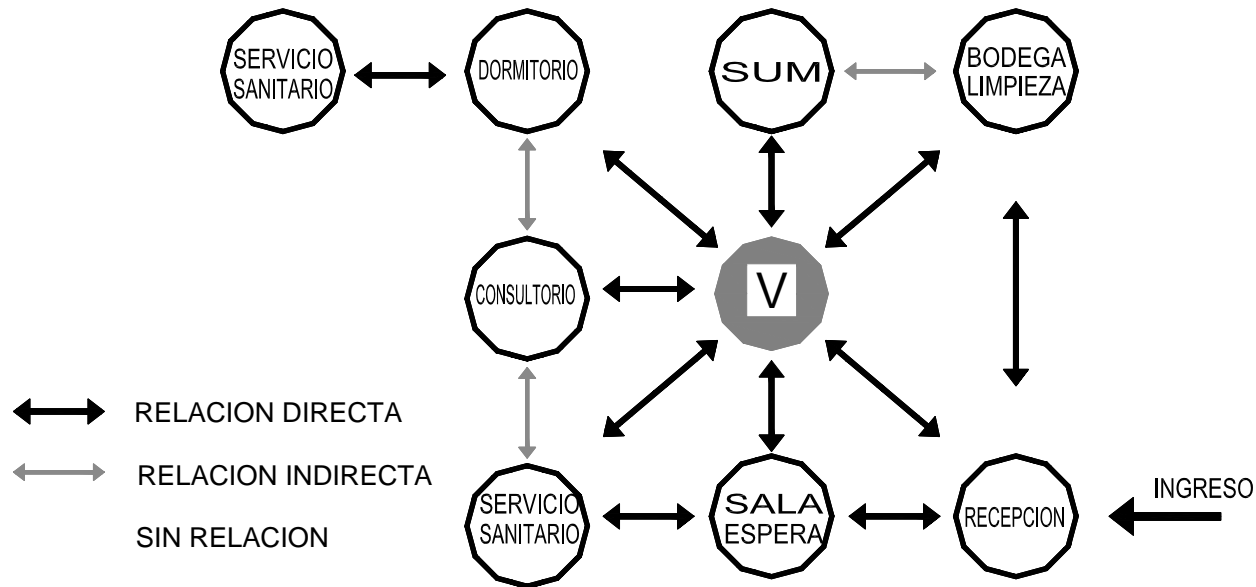 SERVICIO
SANITARIO
DORMITORIO
SUM
BODEGA
LIMPIEZA
CONSULTORIO
V
RELACION DIRECTA
RELACION INDIRECTA
SIN RELACION
SERVICIO
SANITARIO
SALA
ESPERA
RECEPCION
INGRESO